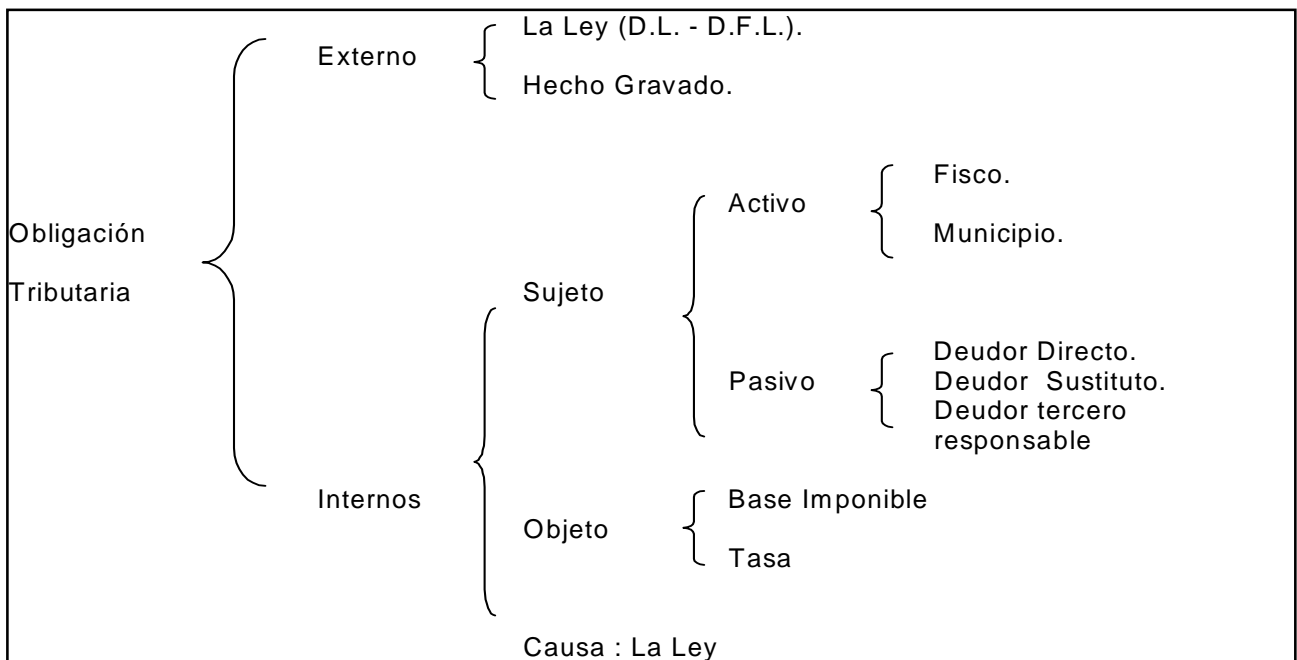 La Ley (D.L. - D.F.L.).
Externo
Hecho Gravado.
Fisco.
Activo
Obligación
Municipio.
Tributaria
Sujeto
Deudor Directo.
Pasivo
Deudor Sustituto.
Deudor tercero
responsable
Internos
Base Imponible
Objeto
Tasa
Causa : La Ley